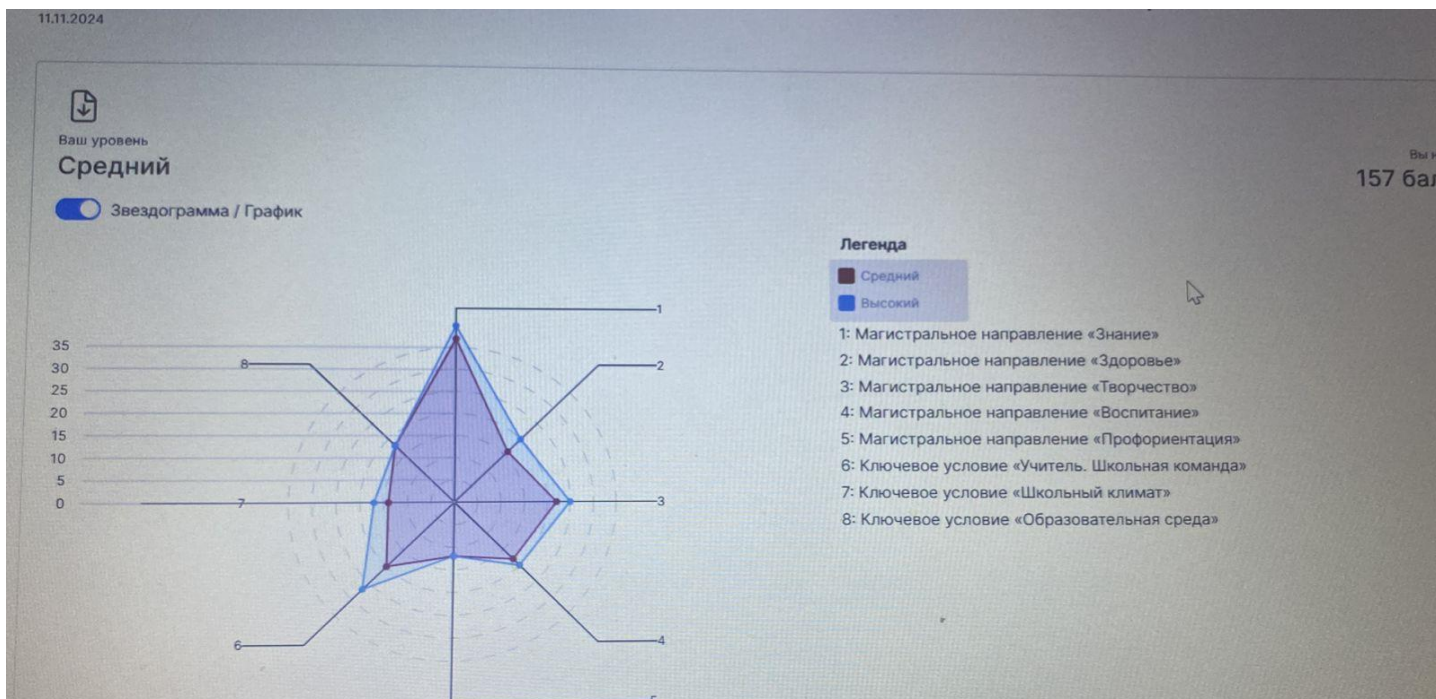 11.11.2024
Ваш уровень
Средний
Вы
157
Звездограмма / График
Легенда
Средний
Высокий
1: Магистральное направление «Знание»
2: Магистральное направление «Здоровье»
3: Магистральное направление «Творчество»
4: Магистральное направление «Воспитание»
5: Магистральное направление «Профориентация»
6: Ключевое условие «Учитель. Школьная команда»
7: Ключевое условие «Школьный климат»
8: Ключевое условие «Образовательная среда»
1
35
8
2
30
25
20
15
10
5
0
7
3
6
4